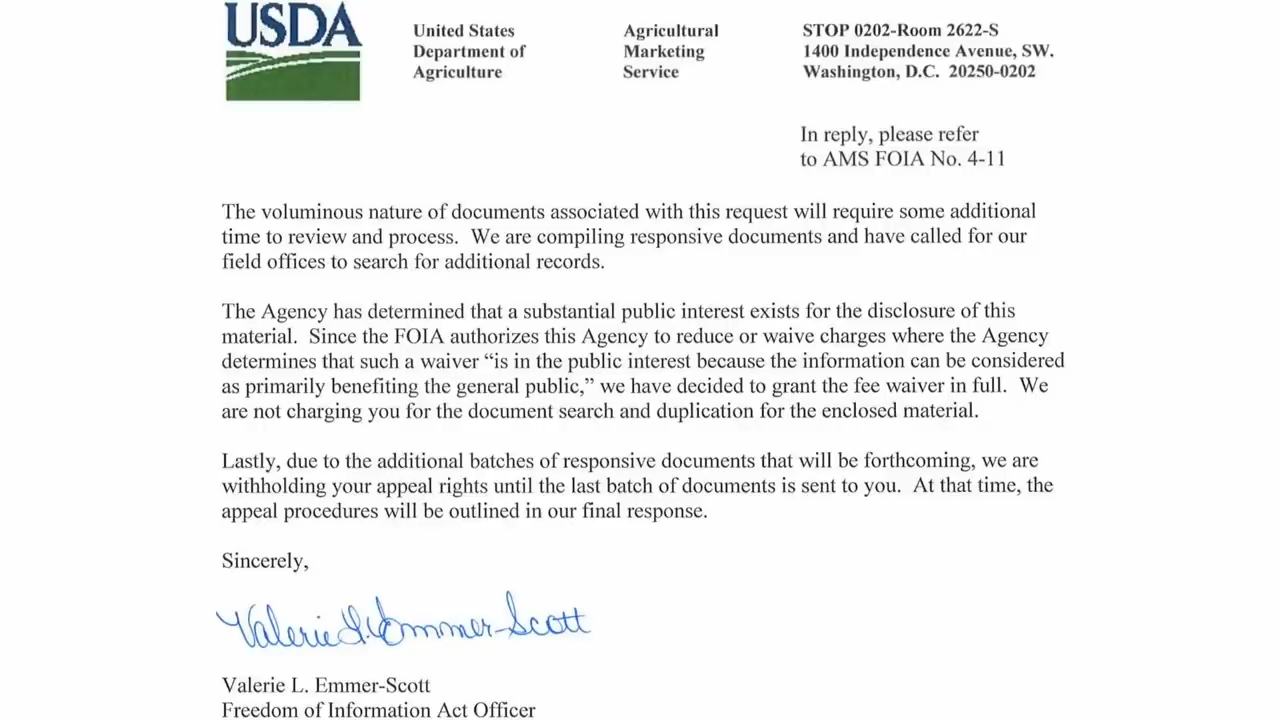 USDA
United States
Department of
Agriculture
Agricultural
Marketing
Service
STOP 0202-Room 2622-S
1400 Independence Avenue, SW.
Washington, D.C. 20250-0202
In reply, please refer
to AMS FOIA No. 4-11
The voluminous nature of documents associated with this request will require some additional
time to review and process. We are compiling responsive documents and have called for our
field offices to search for additional records.
The Agency has determined that a substantial public interest exists for the disclosure of this
material. Since the FOIA authorizes this Agency to reduce or waive charges where the Agency
determines that such a waiver “is in the public interest because the information can be considered
as primarily benefiting the general public,” we have decided to grant the fee waiver in full. We
are not charging you for the document search and duplication for the enclosed material.
Lastly, due to the additional batches of responsive documents that will be forthcoming, we are
withholding your appeal rights until the last batch of documents is sent to you. At that time, the
appeal procedures will be outlined in our final response.
Sincerely,
Valerie L. Emmer-Scott
Valerie L. Emmer-Scott
Freedom of Information Act Officer